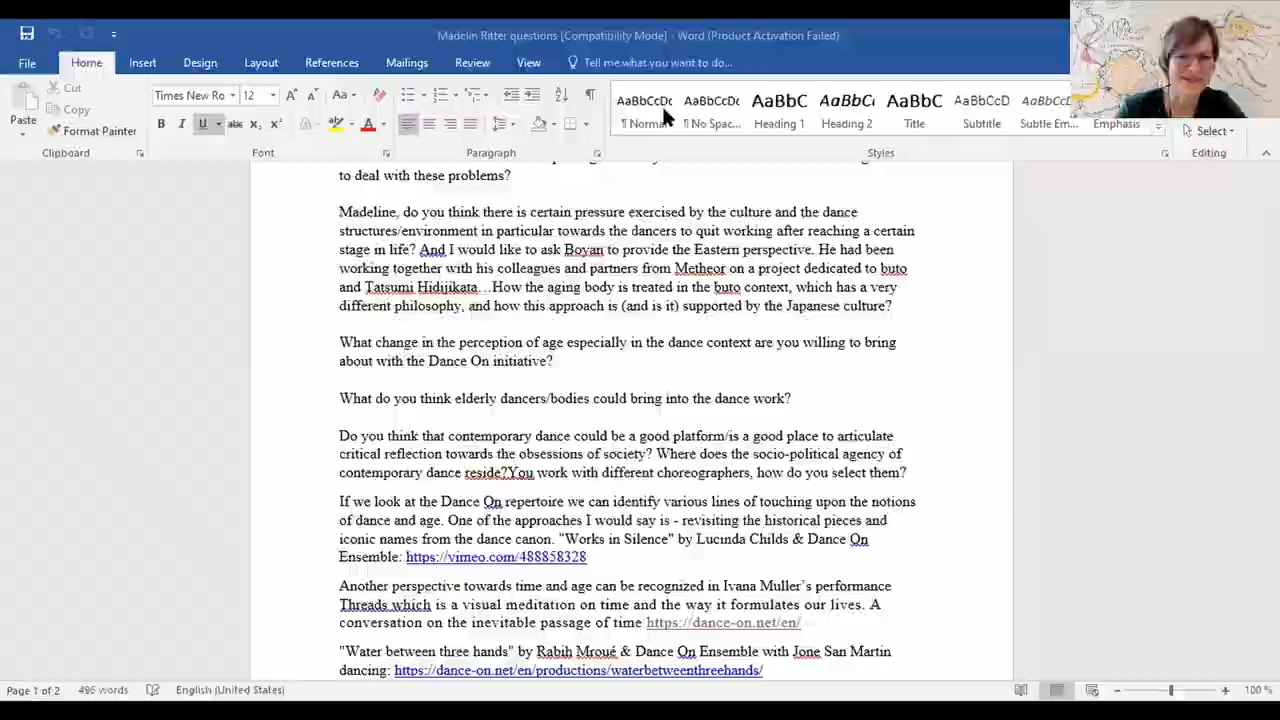 Madelin Ritter questions [Compatibility Mode] - Word (Product Activation Failed)
File Home Insert Design Layout References Mailings Review View Tell me what you want to do...
Paste
Cut
Copy
Format Painter
Clipboard
Times New Ro 12 Aa
B I U abc x₂ x² A
Font
Paragraph
AaBbCcDc AaBbCcDc AaBbC AaBbCc AaBbC AaBbCcD
¶ Normal ¶ No Spac... Heading 1 Heading 2 Title Subtitle Subtle Em... Emphasis
Styles
Select
Editing
to deal with these problems?
Madeline, do you think there is certain pressure exercised by the culture and the dance
structures/environment in particular towards the dancers to quit working after reaching a certain
stage in life? And I would like to ask Boyan to provide the Eastern perspective. He had been
working together with his colleagues and partners from Metheor on a project dedicated to buto
and Tatsumi Hidijikata…How the aging body is treated in the buto context, which has a very
different philosophy, and how this approach is (and is it) supported by the Japanese culture?
What change in the perception of age especially in the dance context are you willing to bring
about with the Dance On initiative?
What do you think elderly dancers/bodies could bring into the dance work?
Do you think that contemporary dance could be a good platform/is a good place to articulate
critical reflection towards the obsessions of society? Where does the socio-political agency of
contemporary dance reside?You work with different choreographers, how do you select them?
If we look at the Dance On repertoire we can identify various lines of touching upon the notions
of dance and age. One of the approaches I would say is - revisiting the historical pieces and
iconic names from the dance canon. "Works in Silence" by Lucinda Childs & Dance On
Ensemble: https://vimeo.com/488858328
Another perspective towards time and age can be recognized in Ivana Muller's performance
Threads which is a visual meditation on time and the way it formulates our lives. A
conversation on the inevitable passage of time https://dance-on.net/en/
"Water between three hands" by Rabih Mroué & Dance On Ensemble with Jone San Martin
dancing: https://dance-on.net/en/productions/waterbetweenthreehands/
Page 1 of 2 496 words English (United States) 100 %